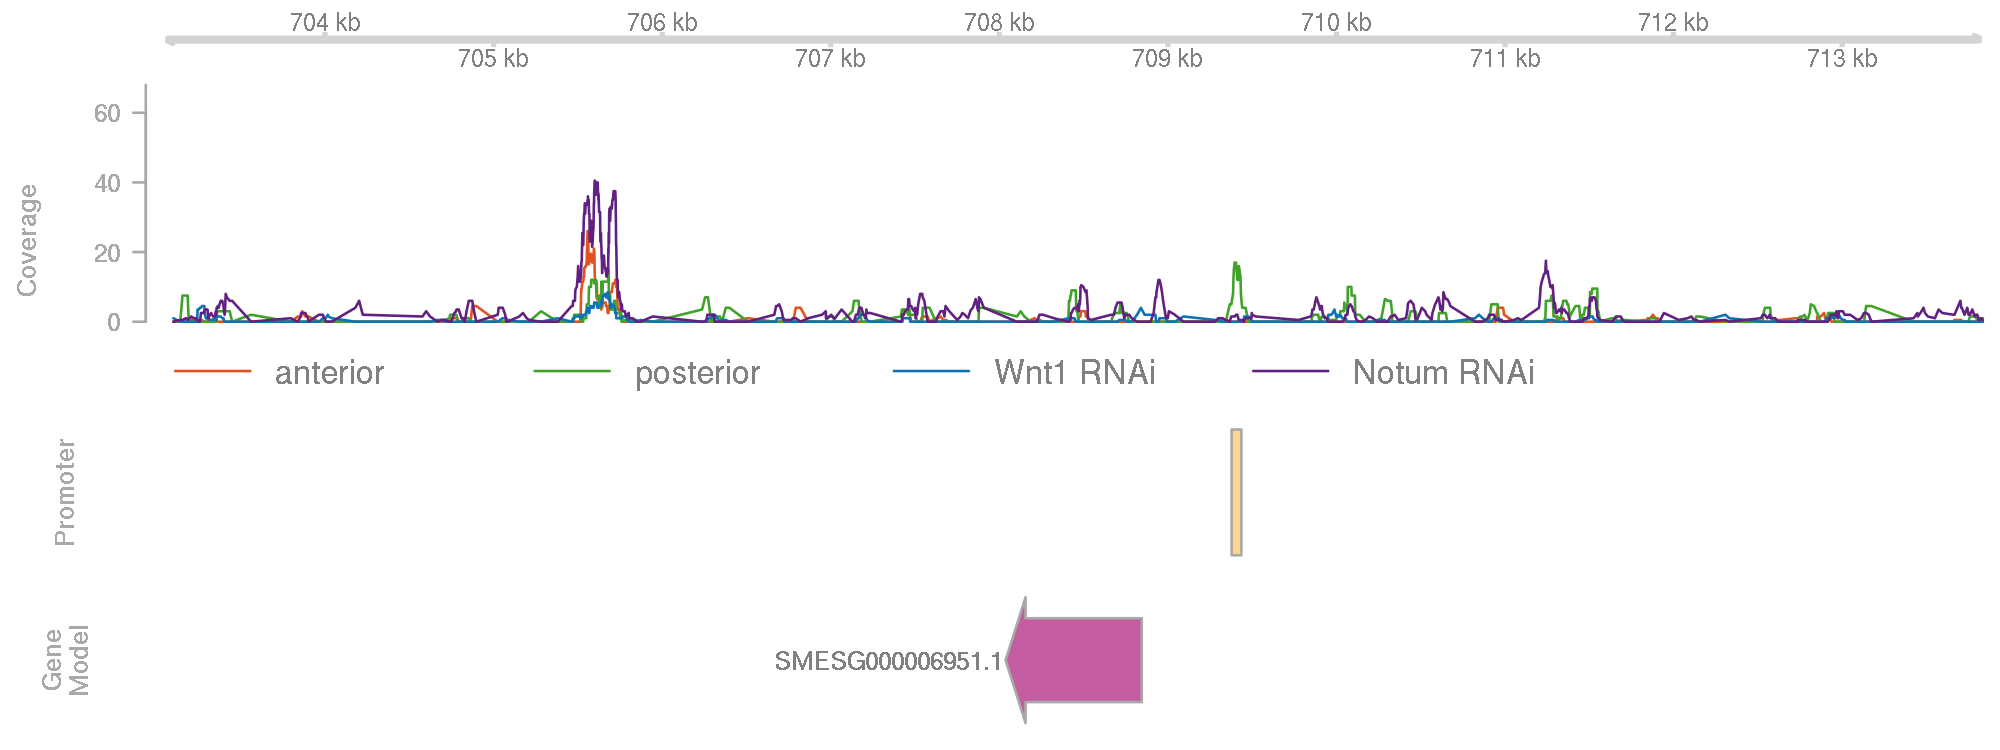 704 kb 706 kb 708 kb 710 kb 712 kb
705 kb 707 kb 709 kb 711 kb 713 kb
Coverage
60
40
20
0
anterior posterior Wnt1 RNAi Notum RNAi
Promoter
Gene
Model
SMESG000006951.1